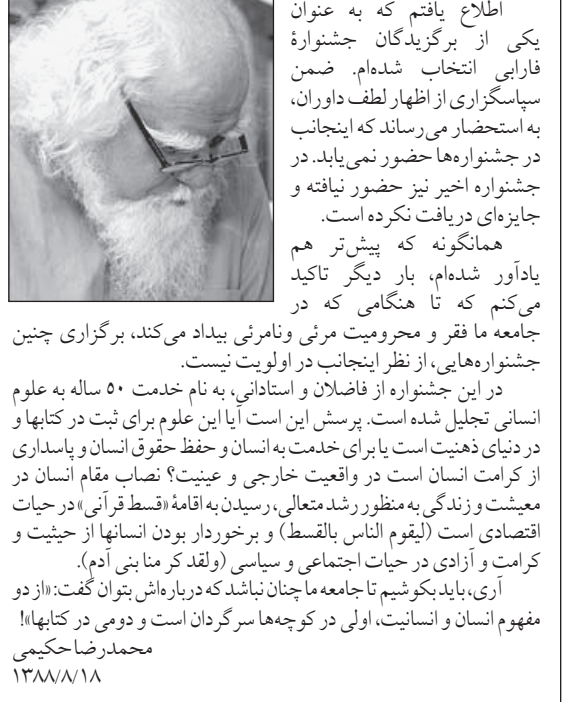 اطلاع یافتم که به عنوان
یکی از برگزیدگان جشنوارهٔ
فارابی انتخاب شده‌ام. ضمن
سپاسگزاری از اظهار لطف داوران،
به استحضار می‌رساند که اینجانب
در جشنواره‌ها حضور نمی‌یابد. در
جشنواره اخیر نیز حضور نیافته و
جایزه‌ای دریافت نکرده است.
همانگونه که پیش‌تر هم
یادآور شده‌ام، بار دیگر تاکید
می‌کنم که تا هنگامی که در
جامعه ما فقر و محرومیت مرئی ونامرئی بیداد می‌کند، برگزاری چنین
جشنواره‌هایی، از نظر اینجانب در اولویت نیست.
در این جشنواره از فاضلان و استادانی، به نام خدمت ۵۰ ساله به علوم
انسانی تجلیل شده است. پرسش این است آیا این علوم برای ثبت در کتابها و
در دنیای ذهنیت است یا برای خدمت به انسان و حفظ حقوق انسان و پاسداری
از کرامت انسان است در واقعیت خارجی و عینیت؟ نصاب مقام انسان در
معیشت و زندگی به منظور رشد متعالی، رسیدن به اقامهٔ «قسط قرآنی» در حیات
اقتصادی است (لیقوم الناس بالقسط) و برخوردار بودن انسانها از حیثیت و
کرامت و آزادی در حیات اجتماعی و سیاسی (ولقد کر منا بنی آدم).
آری، باید بکوشیم تا جامعه ما چنان نباشد که درباره‌اش بتوان گفت: «از دو
مفهوم انسان و انسانیت، اولی در کوچه‌ها سرگردان است و دومی در کتابها»!
محمدرضا حکیمی
۱۳۸۸/۸/۱۸